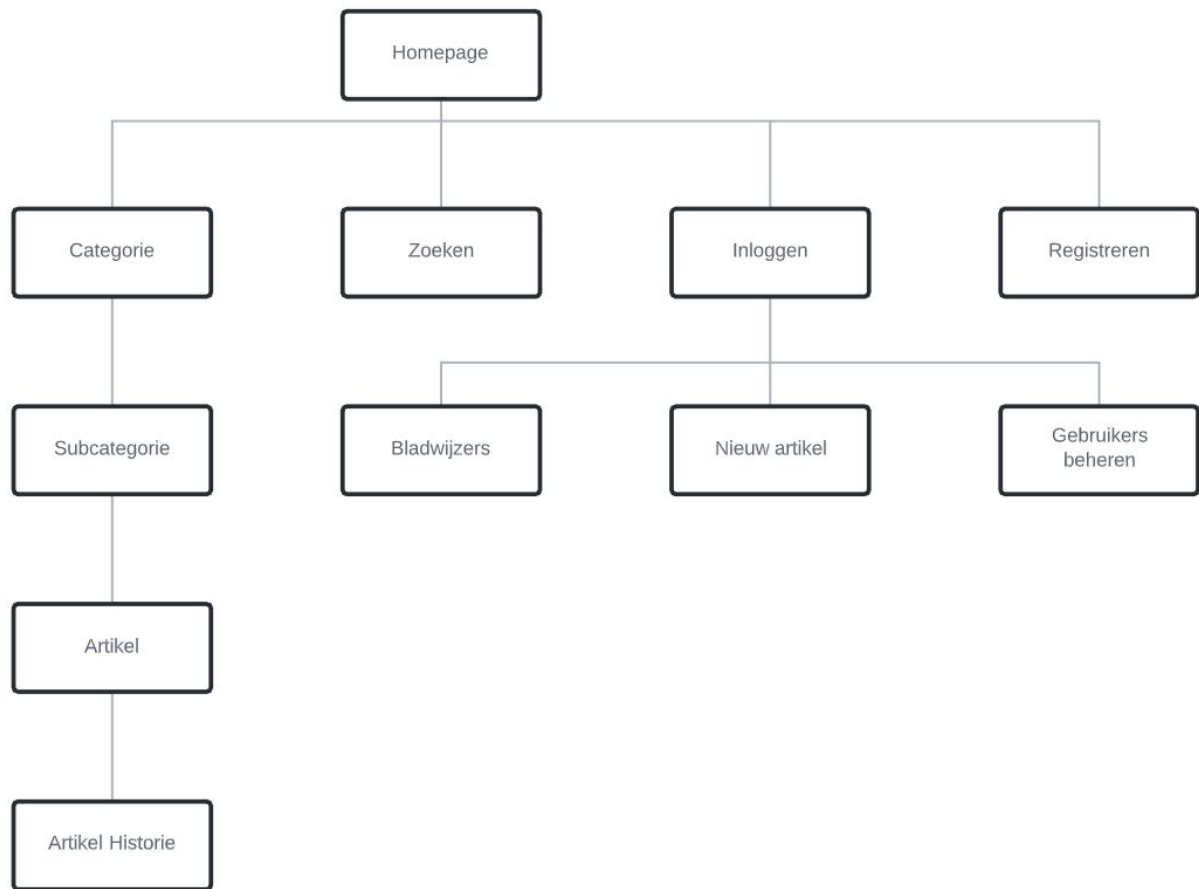 Homepage
Categorie
Zoeken
Inloggen
Registreren
Subcategorie
Bladwijzers
Nieuw artikel
Gebruikers
beheren
Artikel
Artikel Historie